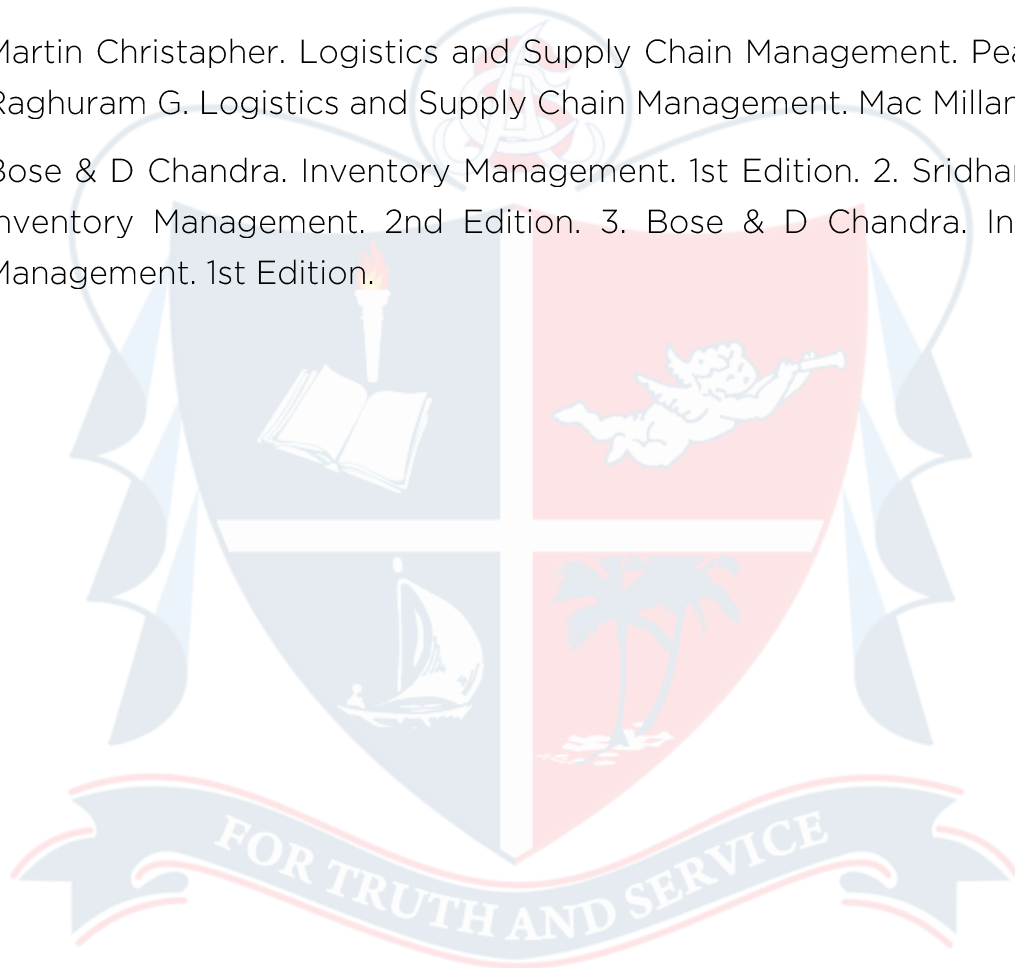 Martin Christapher. Logistics and Supply Chain Management. Pea
Raghuram G. Logistics and Supply Chain Management. Mac Millan
Bose & D Chandra. Inventory Management. 1st Edition. 2. Sridhar
nventory Management. 2nd Edition. 3. Bose & D Chandra. In
Management. 1st Edition.
FOR TRUTH AND SERVICE